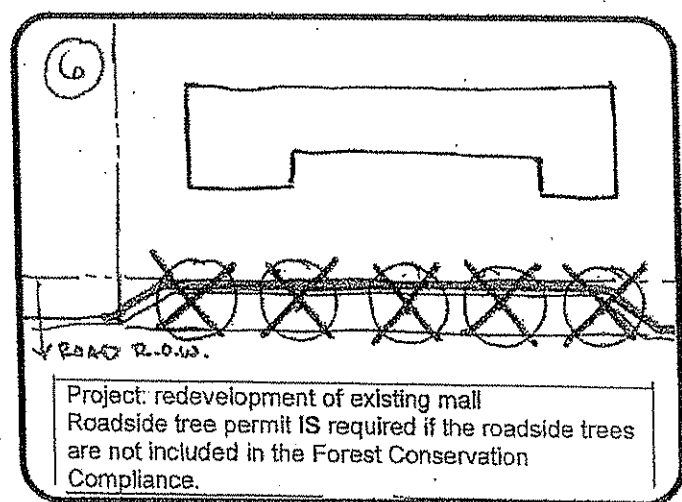 6
ROAD R.O.W.
Project: redevelopment of existing mall
Roadside tree permit IS required if the roadside trees
are not included in the Forest Conservation
Compliance.